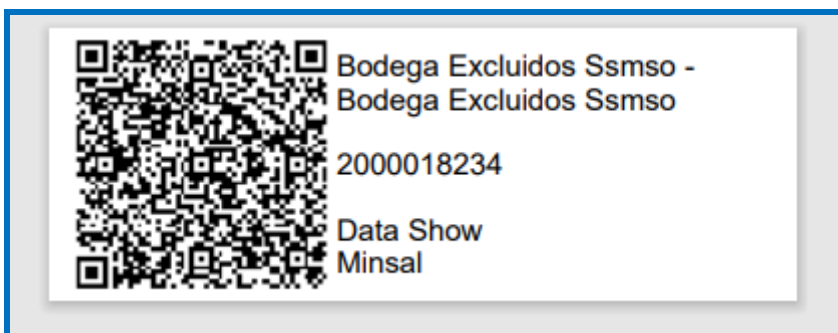 Bodega Excluidos Ssmso -
Bodega Excluidos Ssmso
2000018234
Data Show
Minsal